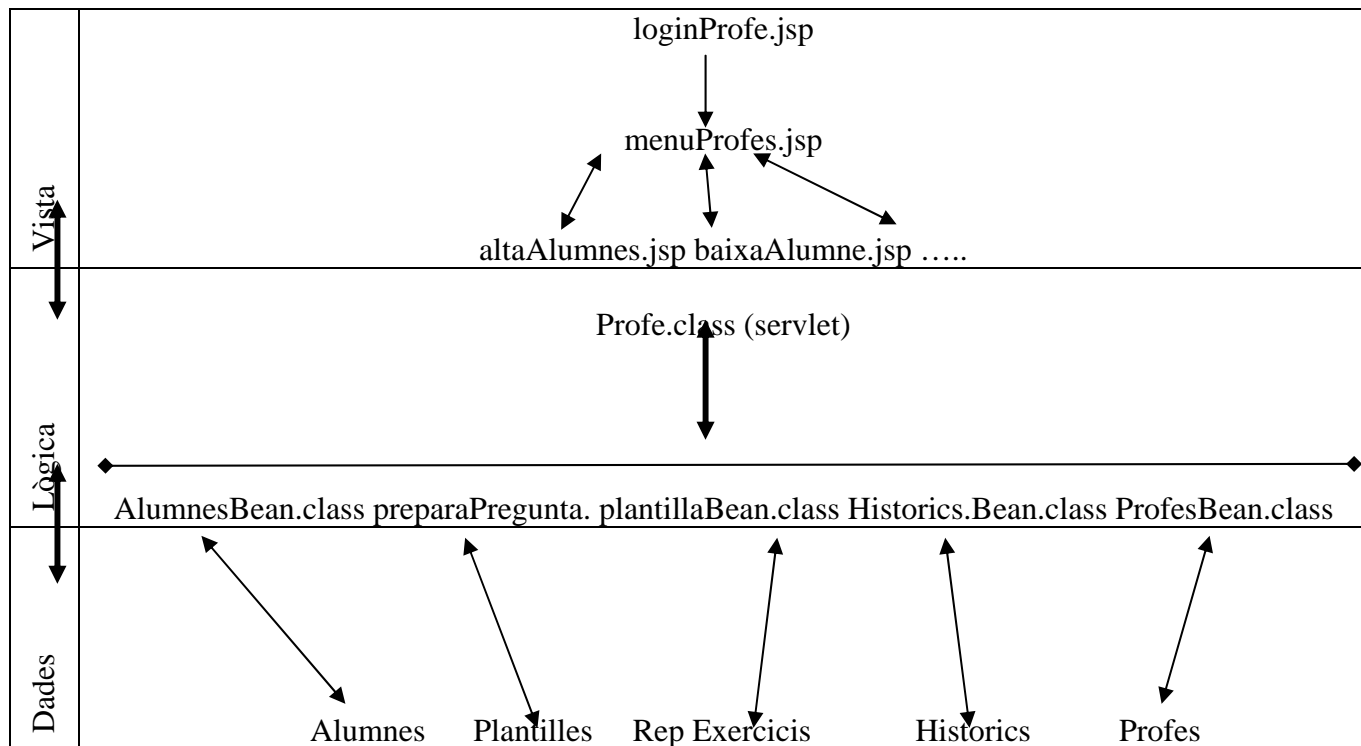 loginProfe.jsp
menuProfes.jsp
Vista
altaAlumnes.jsp baixaAlumne.jsp …..
Profe.class (servlet)
Lògica
AlumnesBean.class preparaPregunta. plantillaBean.class Historics.Bean.class ProfesBean.class
Dades
Alumnes Plantilles Rep Exercicis Historics Profes